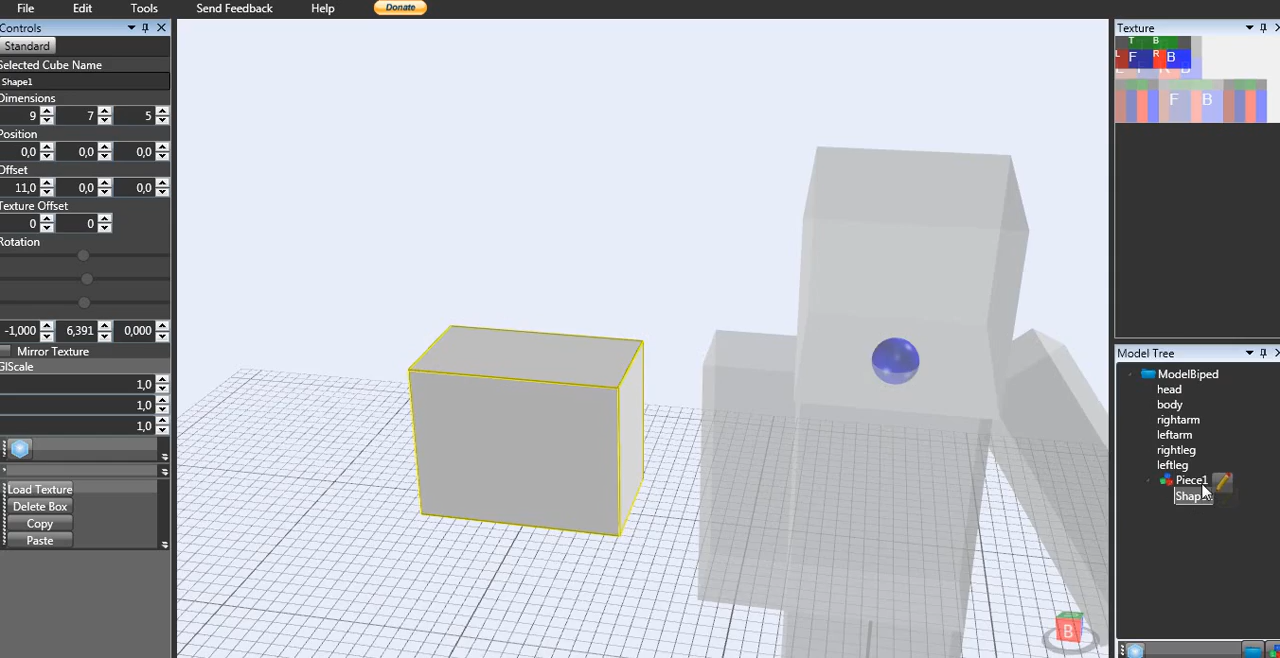 File Edit Tools Send Feedback Help Donate
Controls
Standard
Selected Cube Name
Shape1
Dimensions
9 7 5
Position
0,0 0,0 0,0
Offset
11,0 0,0 0,0
Texture Offset
0 0
Rotation
-1,000 6,391 0,000
Mirror Texture
GlScale
1,0
1,0
1,0
Load Texture
Delete Box
Copy
Paste
B
Texture
T B
L F R B
F B
Model Tree
ModelBiped
head
body
rightarm
leftarm
rightleg
leftleg
Piece1